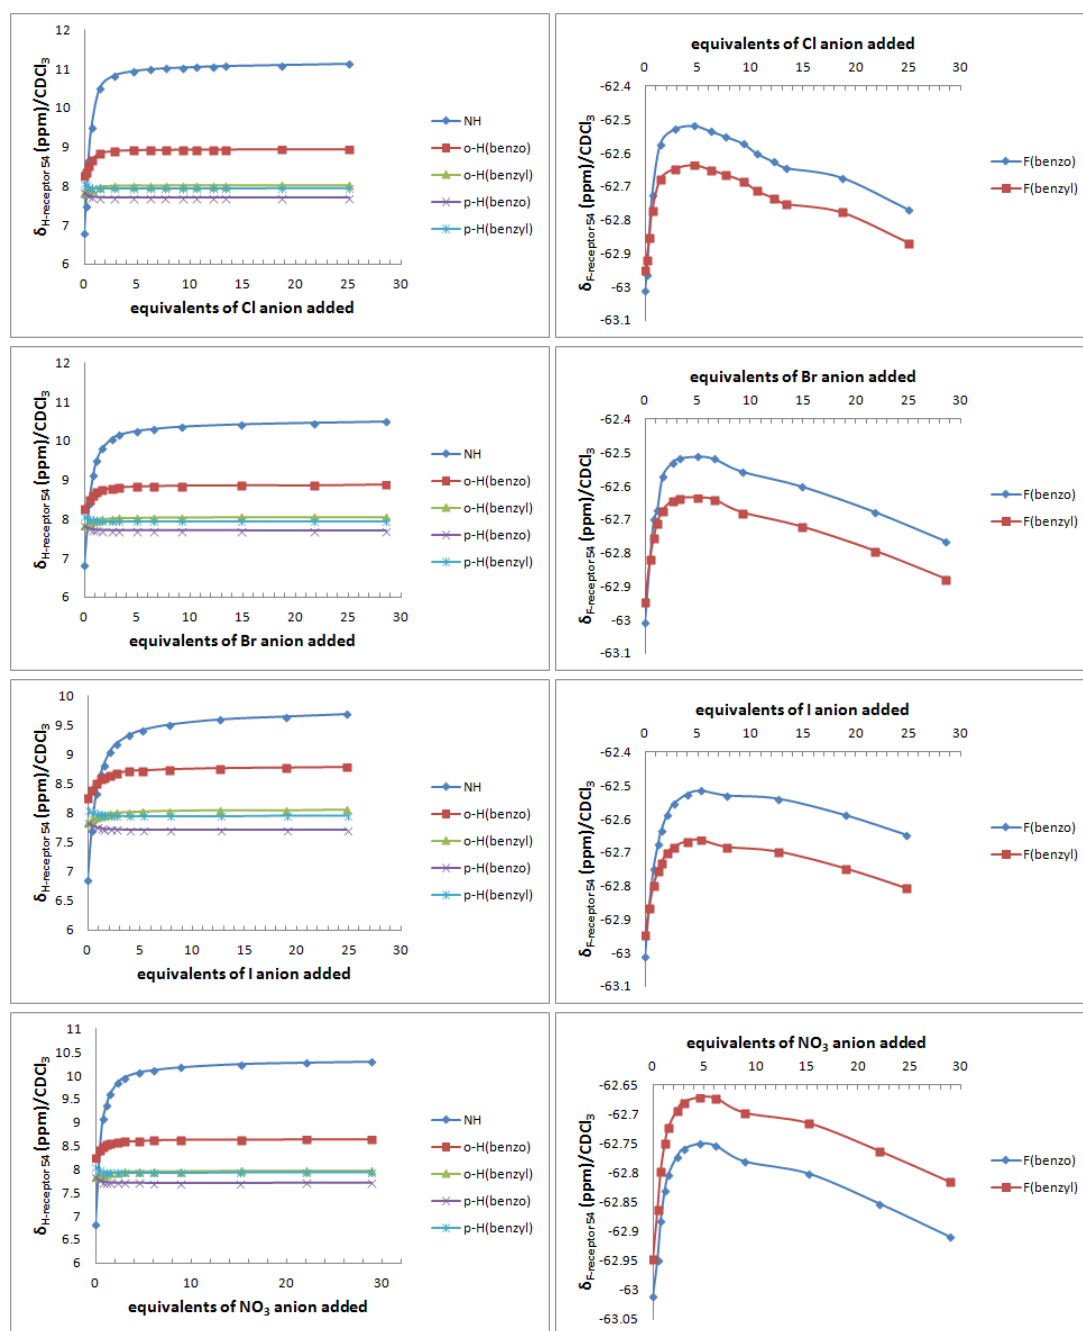 δH-receptor 54 (ppm)/CDCl3
12
11
10
9
8
7
6
0
5
10
15
20
25
30
equivalents of Cl anion added
NH
o-H(benzo)
o-H(benzyl)
p-H(benzo)
p-H(benzyl)
equivalents of Cl anion added
0
5
10
15
20
25
30
δF-receptor 54 (ppm)/CDCl3
-62.4
-62.5
-62.6
-62.7
-62.8
-62.9
-63
-63.1
F(benzo)
F(benzyl)
δH-receptor 54 (ppm)/CDCl3
12
11
10
9
8
7
6
0
5
10
15
20
25
30
equivalents of Br anion added
NH
o-H(benzo)
o-H(benzyl)
p-H(benzo)
p-H(benzyl)
equivalents of Br anion added
0
5
10
15
20
25
30
δF-receptor 54 (ppm)/CDCl3
-62.4
-62.5
-62.6
-62.7
-62.8
-62.9
-63
-63.1
F(benzo)
F(benzyl)
δH-receptor 54 (ppm)/CDCl3
10
9.5
9
8.5
8
7.5
7
6.5
6
0
5
10
15
20
25
30
equivalents of I anion added
NH
o-H(benzo)
o-H(benzyl)
p-H(benzo)
p-H(benzyl)
equivalents of I anion added
0
5
10
15
20
25
30
δF-receptor 54 (ppm)/CDCl3
-62.4
-62.5
-62.6
-62.7
-62.8
-62.9
-63
-63.1
F(benzo)
F(benzyl)
δH-receptor 54 (ppm)/CDCl3
11
10.5
10
9.5
9
8.5
8
7.5
7
6.5
6
0
10
20
30
equivalents of NO3 anion added
NH
o-H(benzo)
o-H(benzyl)
p-H(benzo)
p-H(benzyl)
equivalents of NO3 anion added
0
5
10
15
20
25
30
δF-receptor 54 (ppm)/CDCl3
-62.65
-62.7
-62.75
-62.8
-62.85
-62.9
-62.95
-63
-63.05
F(benzo)
F(benzyl)